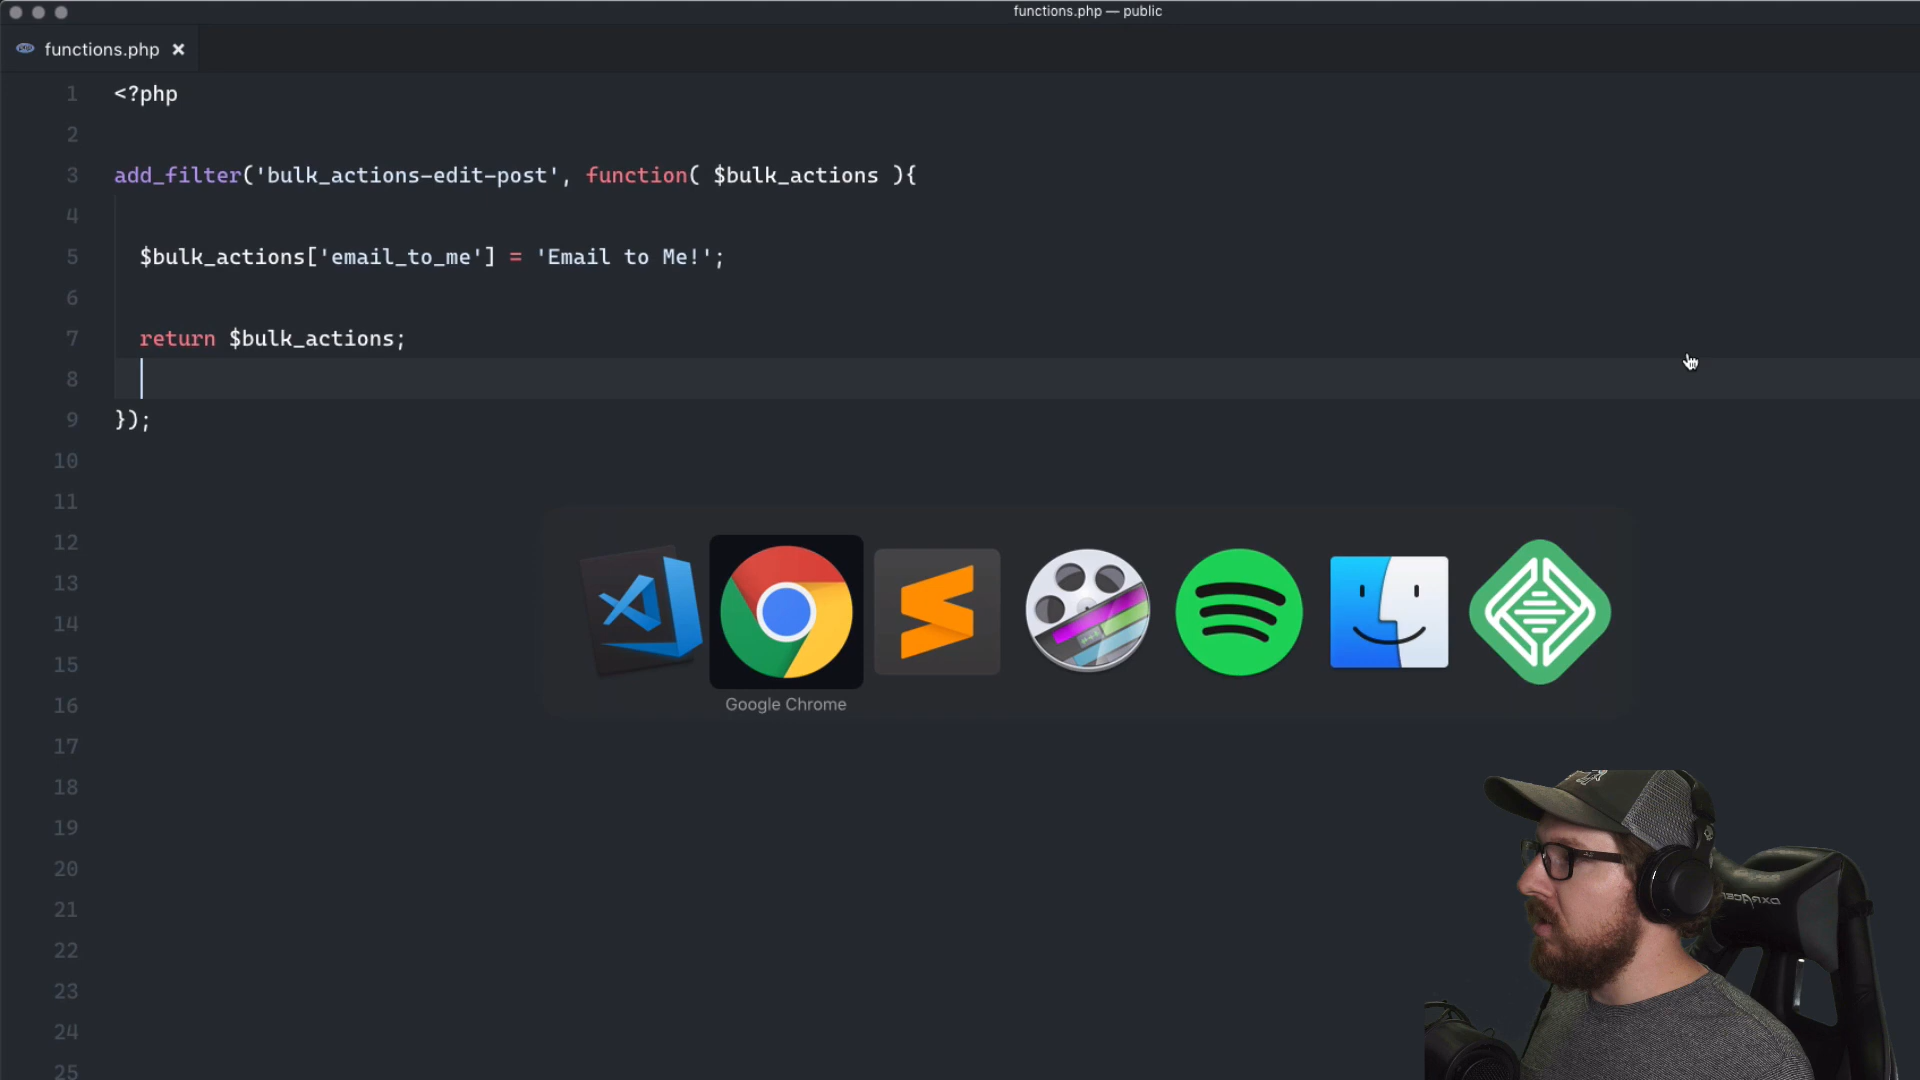 functions.php — public
functions.php
1 <?php
2
3 add_filter('bulk_actions-edit-post', function( $bulk_actions ){
4
5 $bulk_actions['email_to_me'] = 'Email to Me!';
6
7 return $bulk_actions;
8
9 });
10
11
12
13
14
15
16
17
18
19
20
21
22
23
24
25
Google Chrome
DXRACER